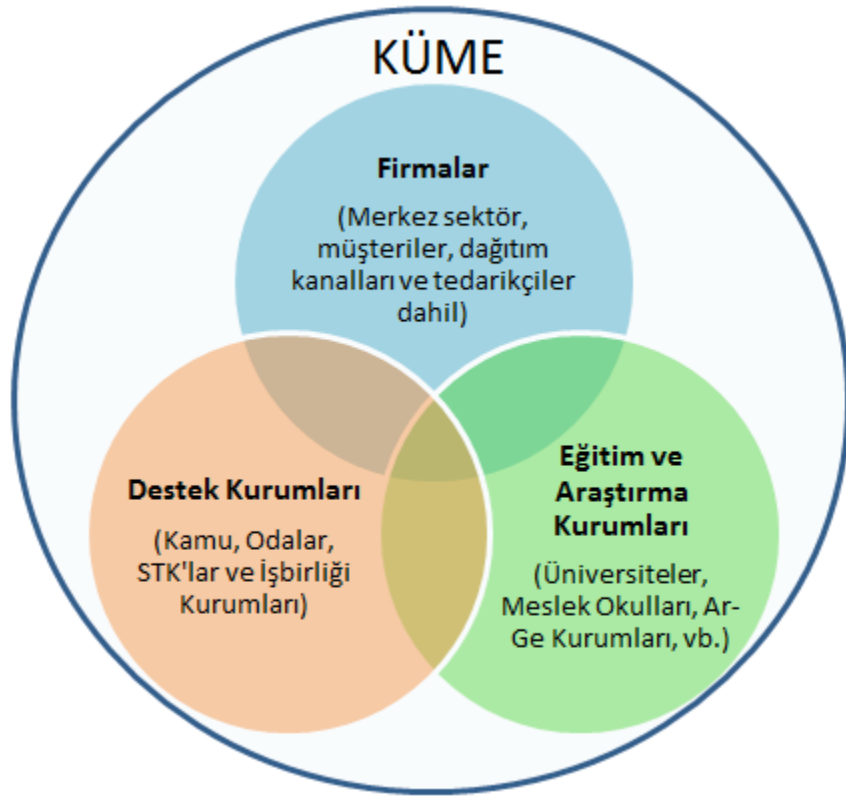 KÜME
Firmalar
(Merkez sektör,
müşteriler, dağıtım
kanalları ve tedarikçiler
dahil)
Destek Kurumları
(Kamu, Odalar,
STK'lar ve İşbirliği
Kurumları)
Eğitim ve
Araştırma
Kurumları
(Üniversiteler,
Meslek Okulları, Ar-
Ge Kurumları, vb.)